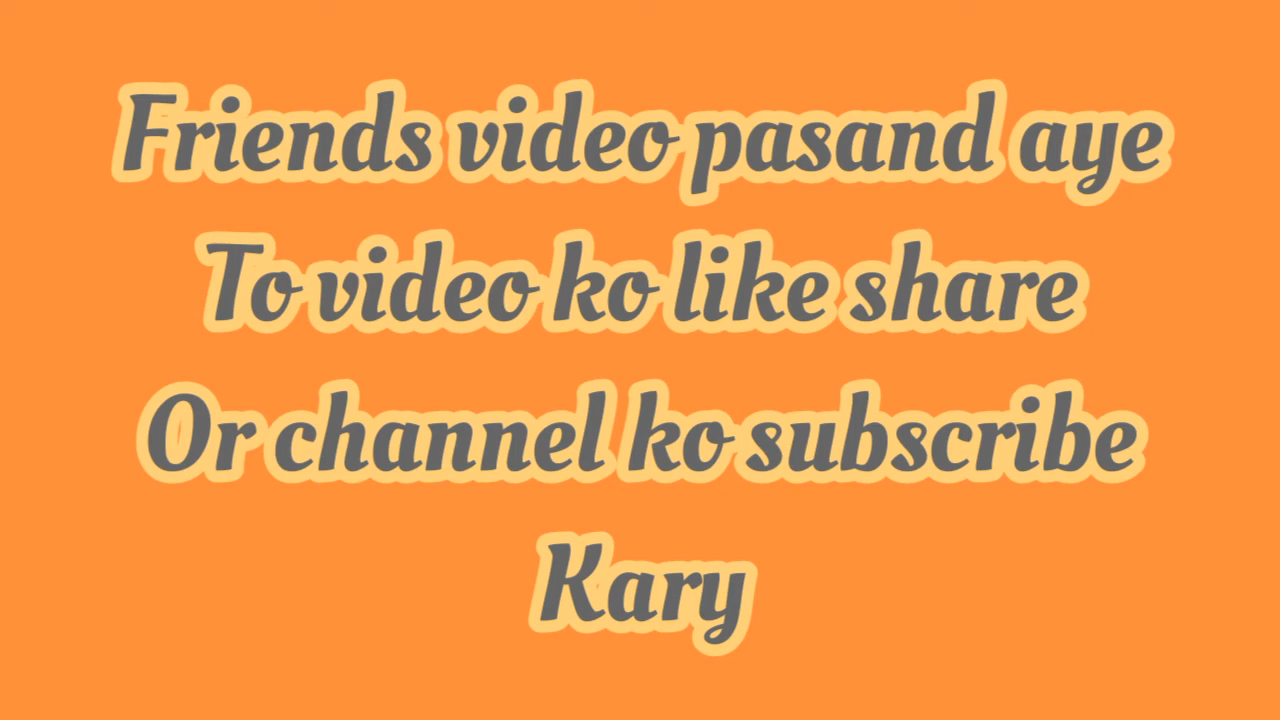 Friends video pasand aye
To video ko like share
Or channel ko subscribe
Kary